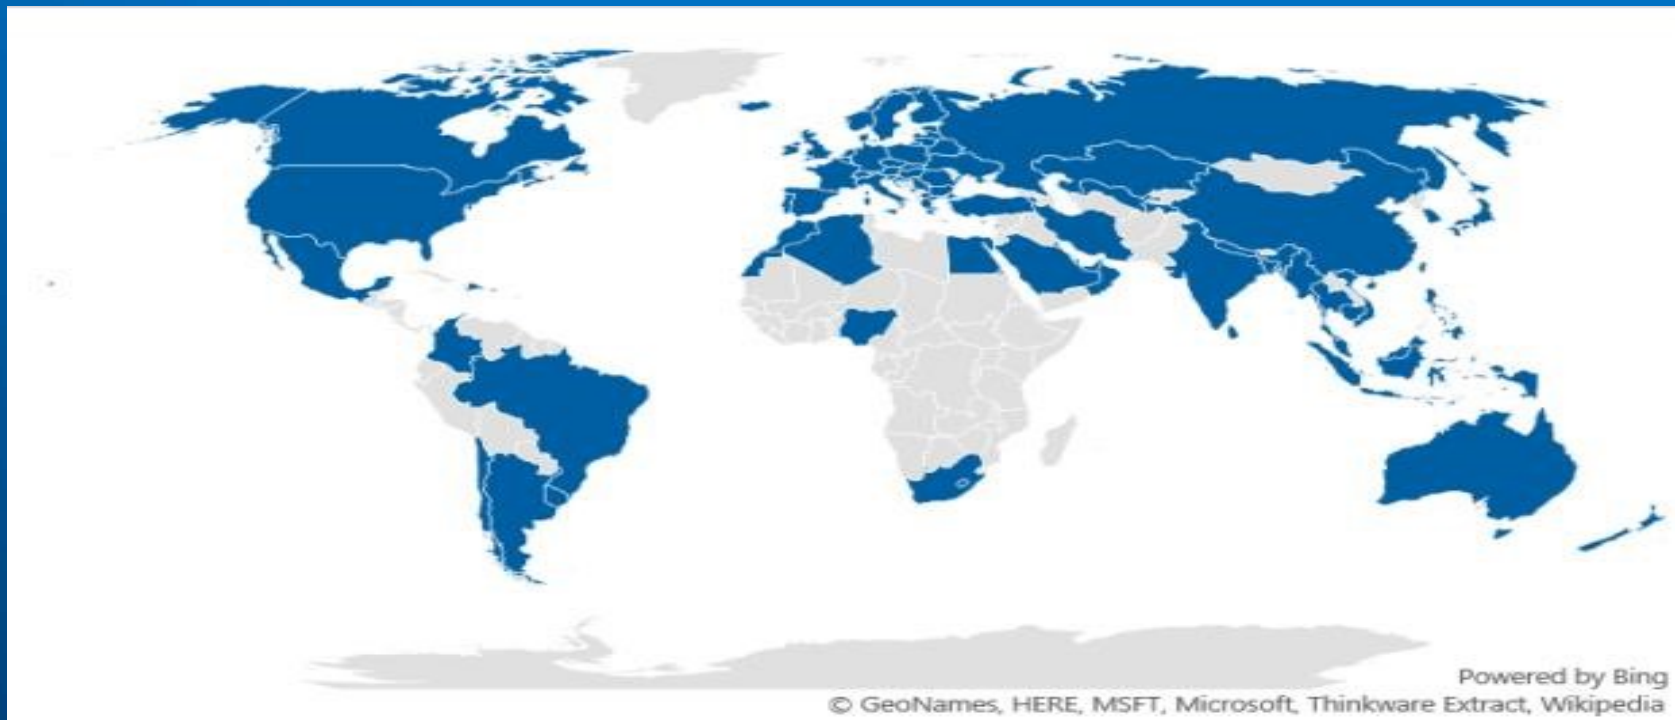 Powered by Bing
© GeoNames, HERE, MSFT, Microsoft, Thinkware Extract, Wikipedia